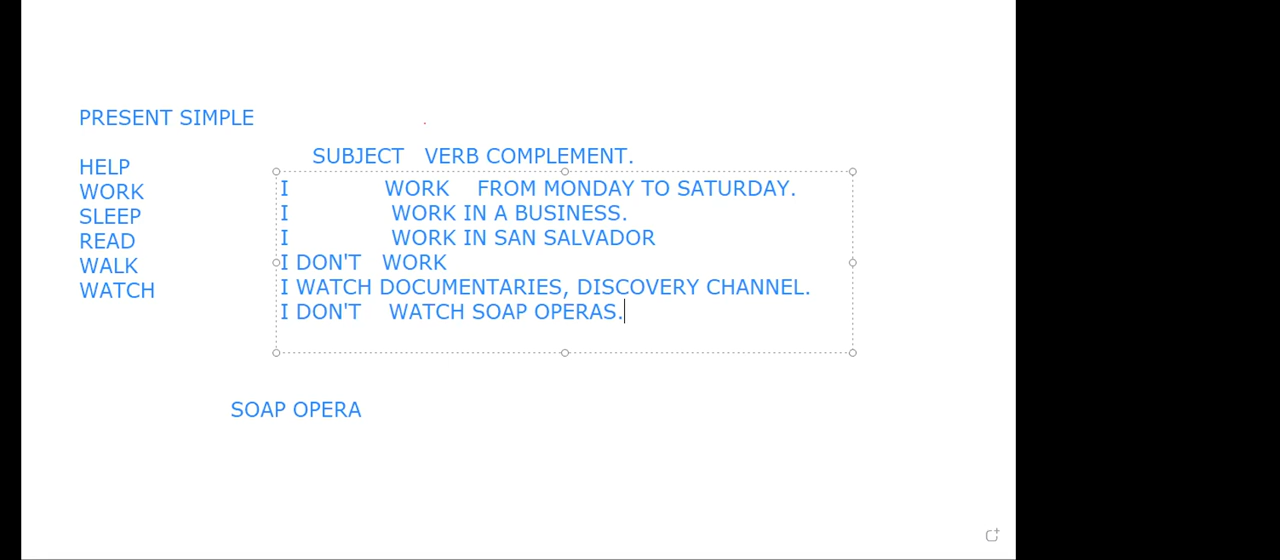 PRESENT SIMPLE
SUBJECT VERB COMPLEMENT.
HELP
WORK
SLEEP
READ
WALK
WATCH
I WORK FROM MONDAY TO SATURDAY.
I WORK IN A BUSINESS.
I WORK IN SAN SALVADOR
I DON'T WORK
I WATCH DOCUMENTARIES, DISCOVERY CHANNEL.
I DON'T WATCH SOAP OPERAS.
SOAP OPERA